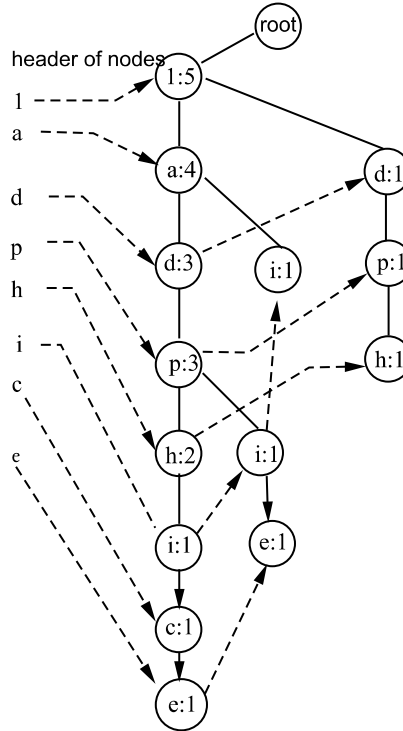 root
header of nodes
1:5
1
a
a:4
d:1
d
d:3
i:1
p
p:1
h
p:3
h:1
i
c
h:2
i:1
e
i:1
e:1
c:1
e:1